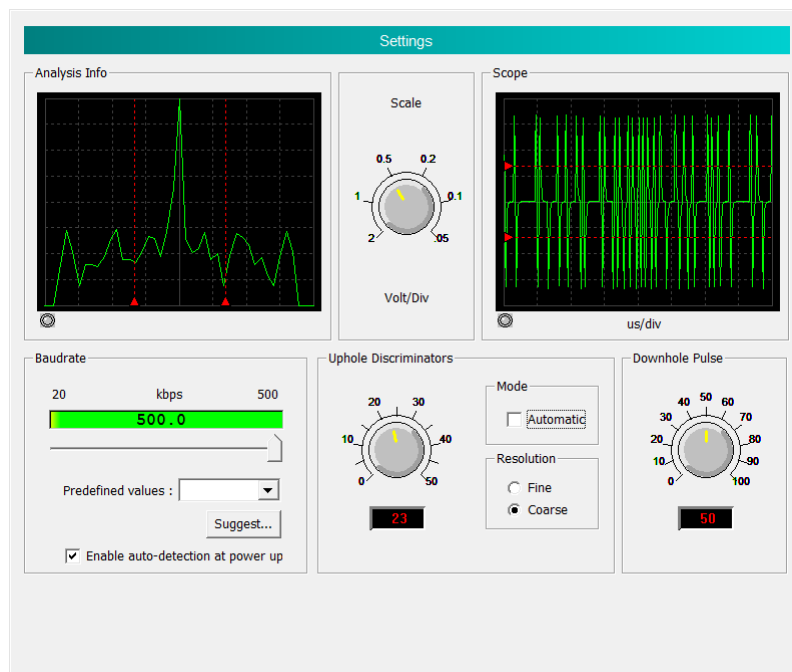 Settings
Analysis Info
Scale
0.5 0.2
1 0.1
2 .05
Volt/Div
Scope
us/div
Baudrate
20 kbps 500
500.0
Predefined values :
Suggest...
Enable auto-detection at power up
Uphole Discriminators
20 30
10 40
0 50
23
Mode
Automatic
Resolution
Fine
Coarse
Downhole Pulse
40 50 60
30 70
20 80
10 90
0 100
50